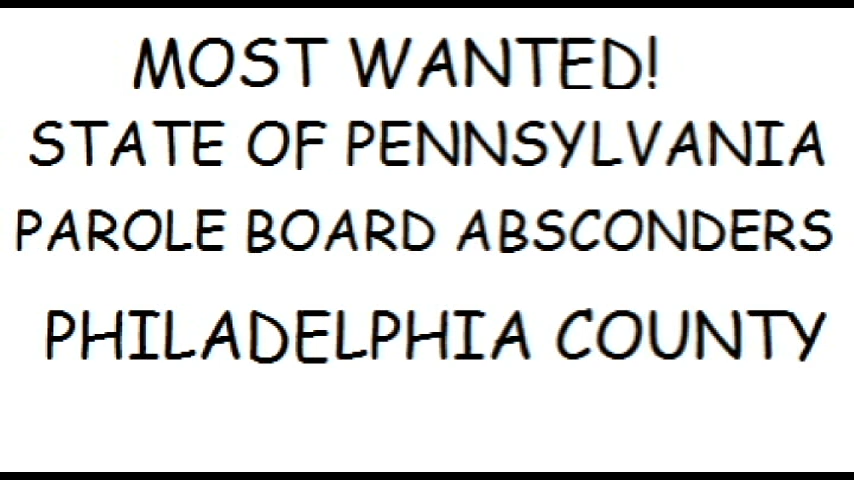 MOST WANTED!
STATE OF PENNSYLVANIA
PAROLE BOARD ABSCONDERS
PHILADELPHIA COUNTY